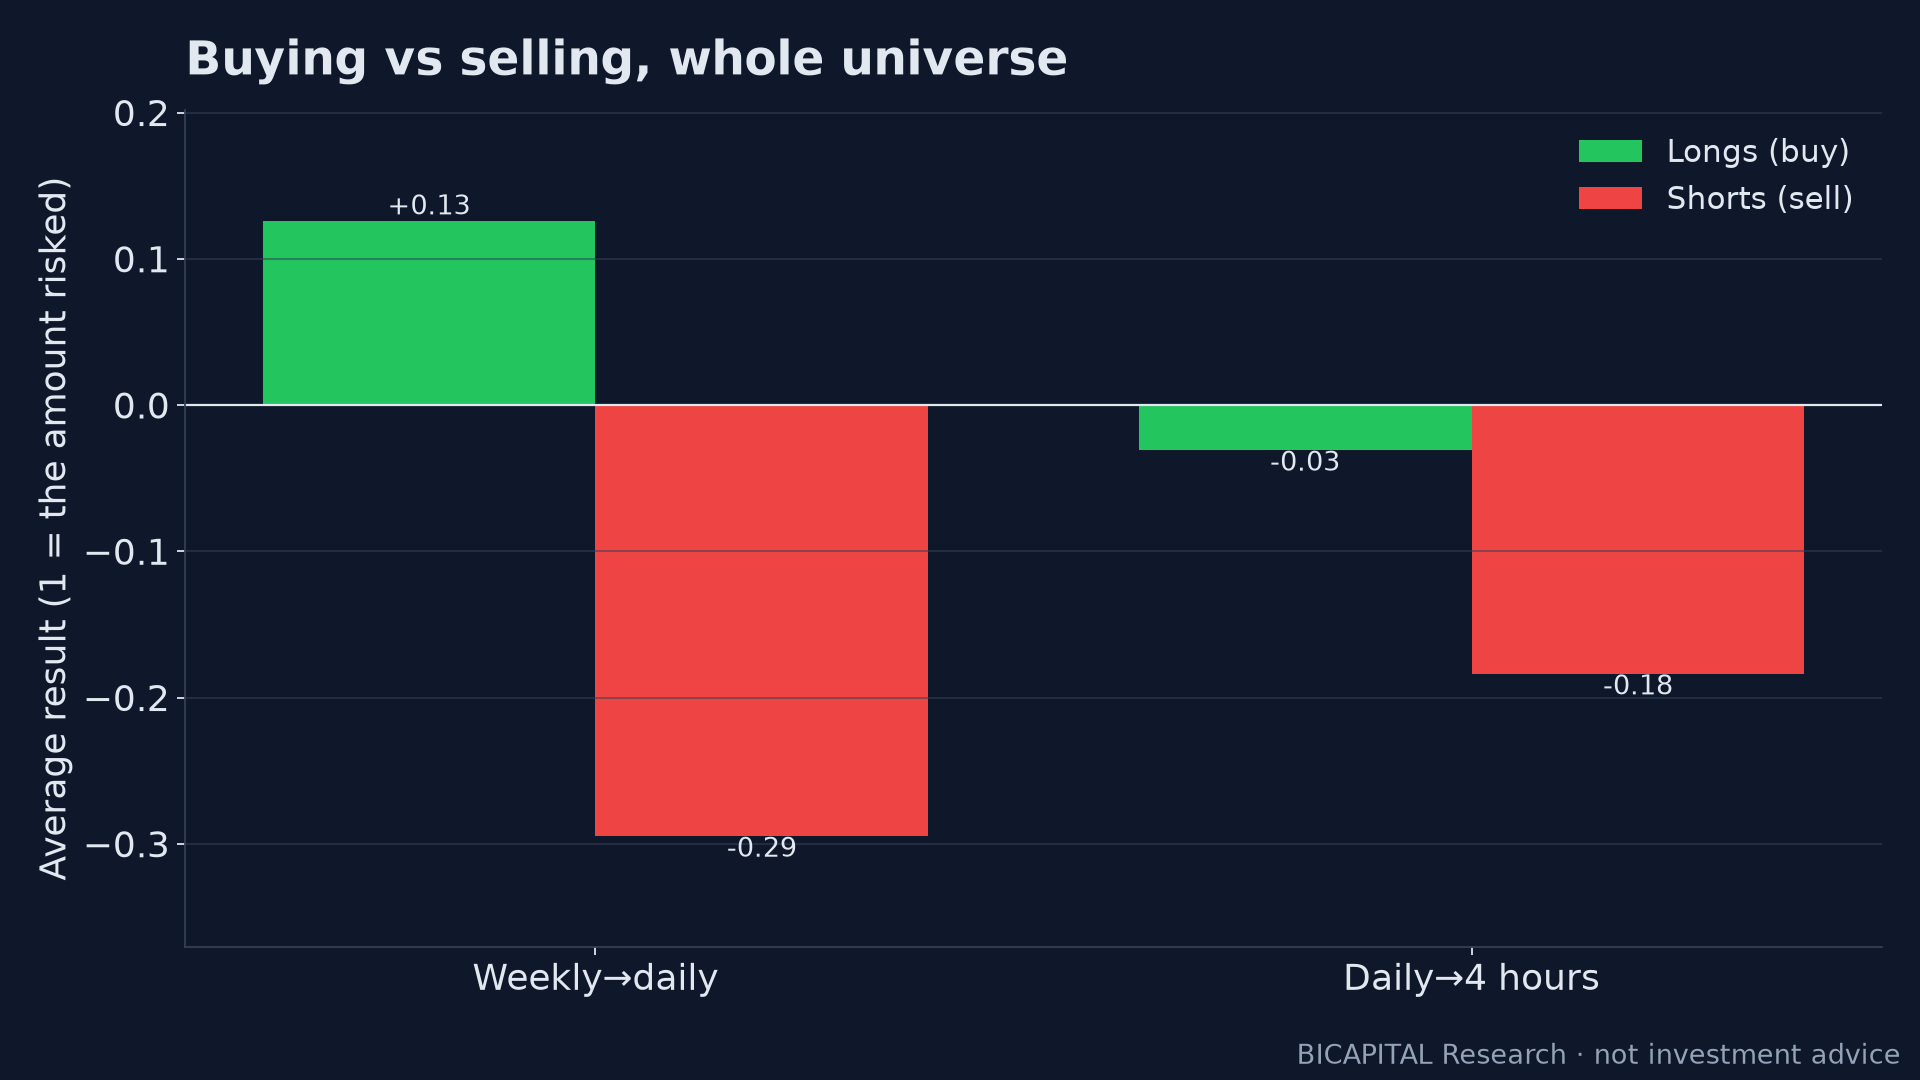 Buying vs selling, whole universe
Average result (1 = the amount risked)
0.2
0.1
0.0
−0.1
−0.2
−0.3
Longs (buy)
Shorts (sell)
+0.13
-0.29
-0.03
-0.18
Weekly→daily
Daily→4 hours
BICAPITAL Research · not investment advice